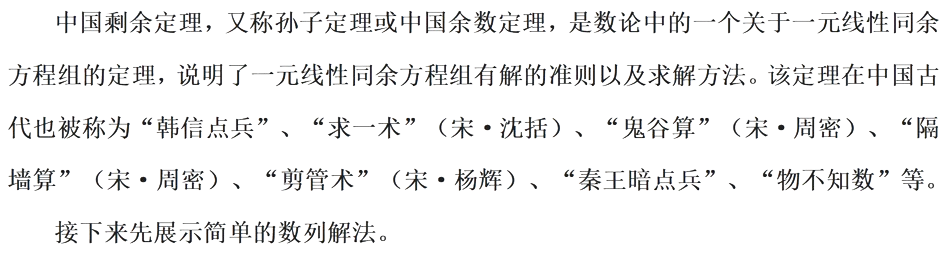 中国剩余定理，又称孙子定理或中国余数定理，是数论中的一个关于一元线性同余
方程组的定理，说明了一元线性同余方程组有解的准则以及求解方法。该定理在中国古
代也被称为“韩信点兵”、“求一术”（宋·沈括）、“鬼谷算”（宋·周密）、“隔
墙算”（宋·周密）、“剪管术”（宋·杨辉）、“秦王暗点兵”、“物不知数”等。
接下来先展示简单的数列解法。